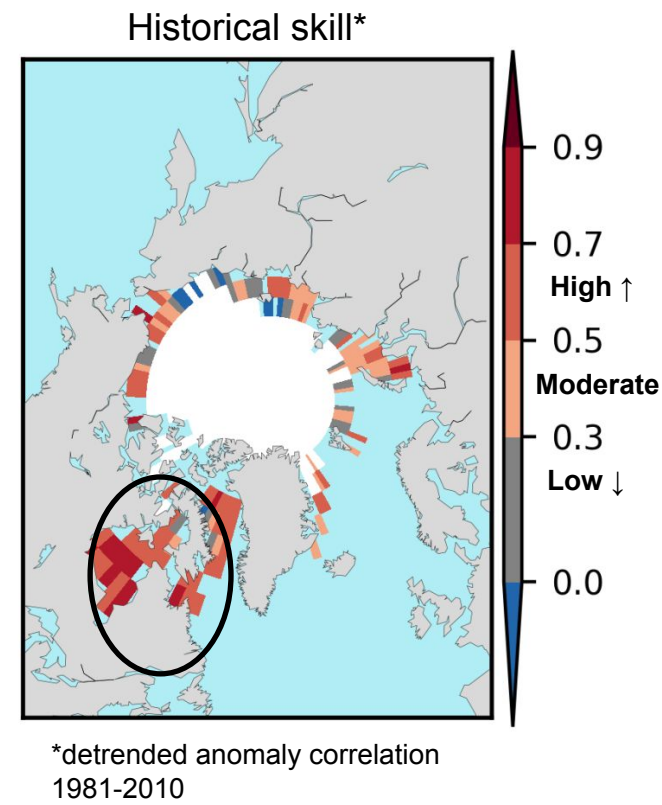 Historical skill*
0.9
0.7
High ↑
0.5
Moderate
0.3
Low ↓
0.0
*detrended anomaly correlation
1981-2010